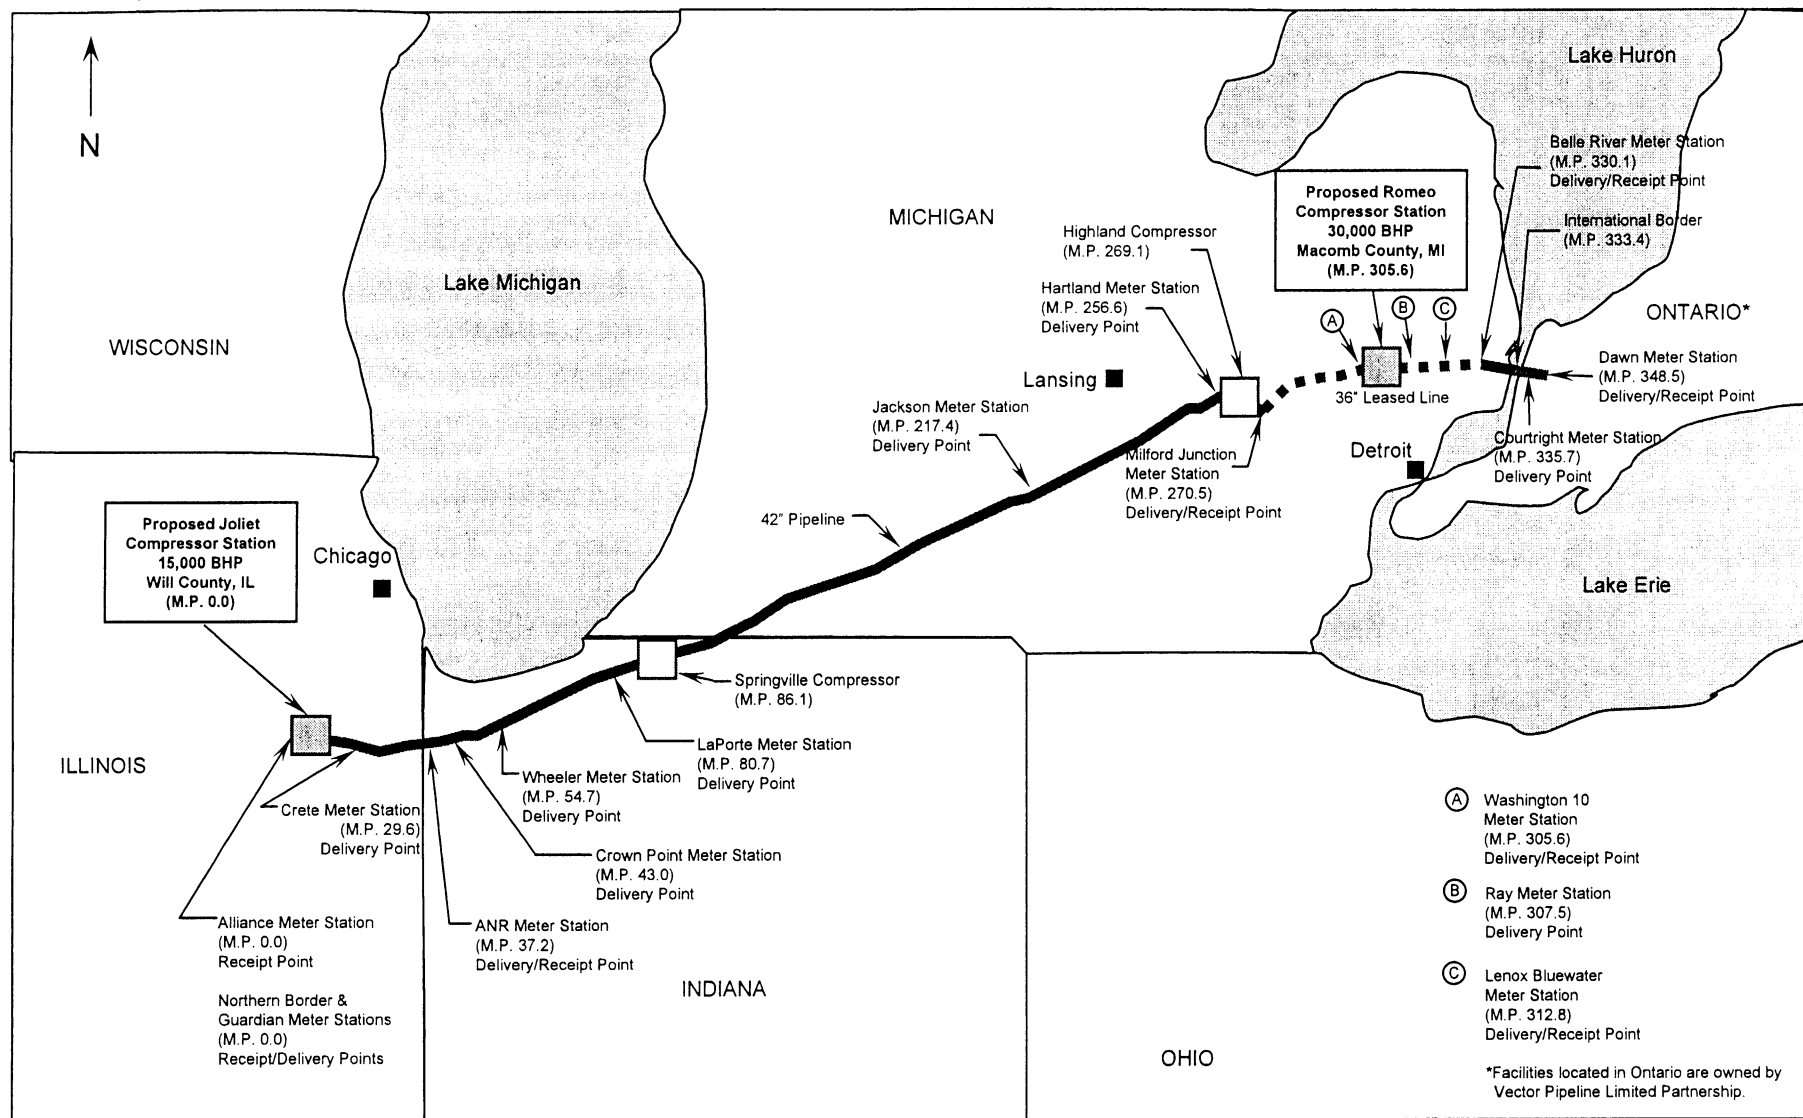 N
WISCONSIN
Lake Michigan
MICHIGAN
Lake Huron
Belle River Meter Station
(M.P. 330.1)
Delivery/Receipt Point
International Border
(M.P. 333.4)
Proposed Romeo
Compressor Station
30,000 BHP
Macomb County, MI
(M.P. 305.6)
Highland Compressor
(M.P. 269.1)
Hartland Meter Station
(M.P. 256.6)
Delivery Point
A
B
C
ONTARIO*
Lansing
36" Leased Line
Dawn Meter Station
(M.P. 348.5)
Delivery/Receipt Point
Jackson Meter Station
(M.P. 217.4)
Delivery Point
Milford Junction
Meter Station
(M.P. 270.5)
Delivery/Receipt Point
Detroit
Courtright Meter Station
(M.P. 335.7)
Delivery Point
42" Pipeline
Proposed Joliet
Compressor Station
15,000 BHP
Will County, IL
(M.P. 0.0)
Chicago
Lake Erie
Springville Compressor
(M.P. 86.1)
LaPorte Meter Station
(M.P. 80.7)
Delivery Point
ILLINOIS
Wheeler Meter Station
(M.P. 54.7)
Delivery Point
Crete Meter Station
(M.P. 29.6)
Delivery Point
Crown Point Meter Station
(M.P. 43.0)
Delivery Point
Alliance Meter Station
(M.P. 0.0)
Receipt Point
Northern Border &
Guardian Meter Stations
(M.P. 0.0)
Receipt/Delivery Points
ANR Meter Station
(M.P. 37.2)
Delivery/Receipt Point
INDIANA
OHIO
A Washington 10
Meter Station
(M.P. 305.6)
Delivery/Receipt Point
B Ray Meter Station
(M.P. 307.5)
Delivery Point
C Lenox Bluewater
Meter Station
(M.P. 312.8)
Delivery/Receipt Point
*Facilities located in Ontario are owned by
Vector Pipeline Limited Partnership.